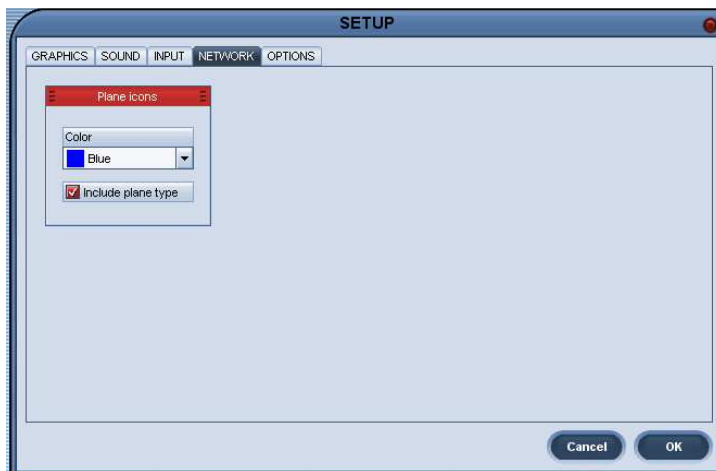 SETUP
GRAPHICS SOUND INPUT NETWORK OPTIONS
Plane icons
Color
Blue
Include plane type
Cancel OK